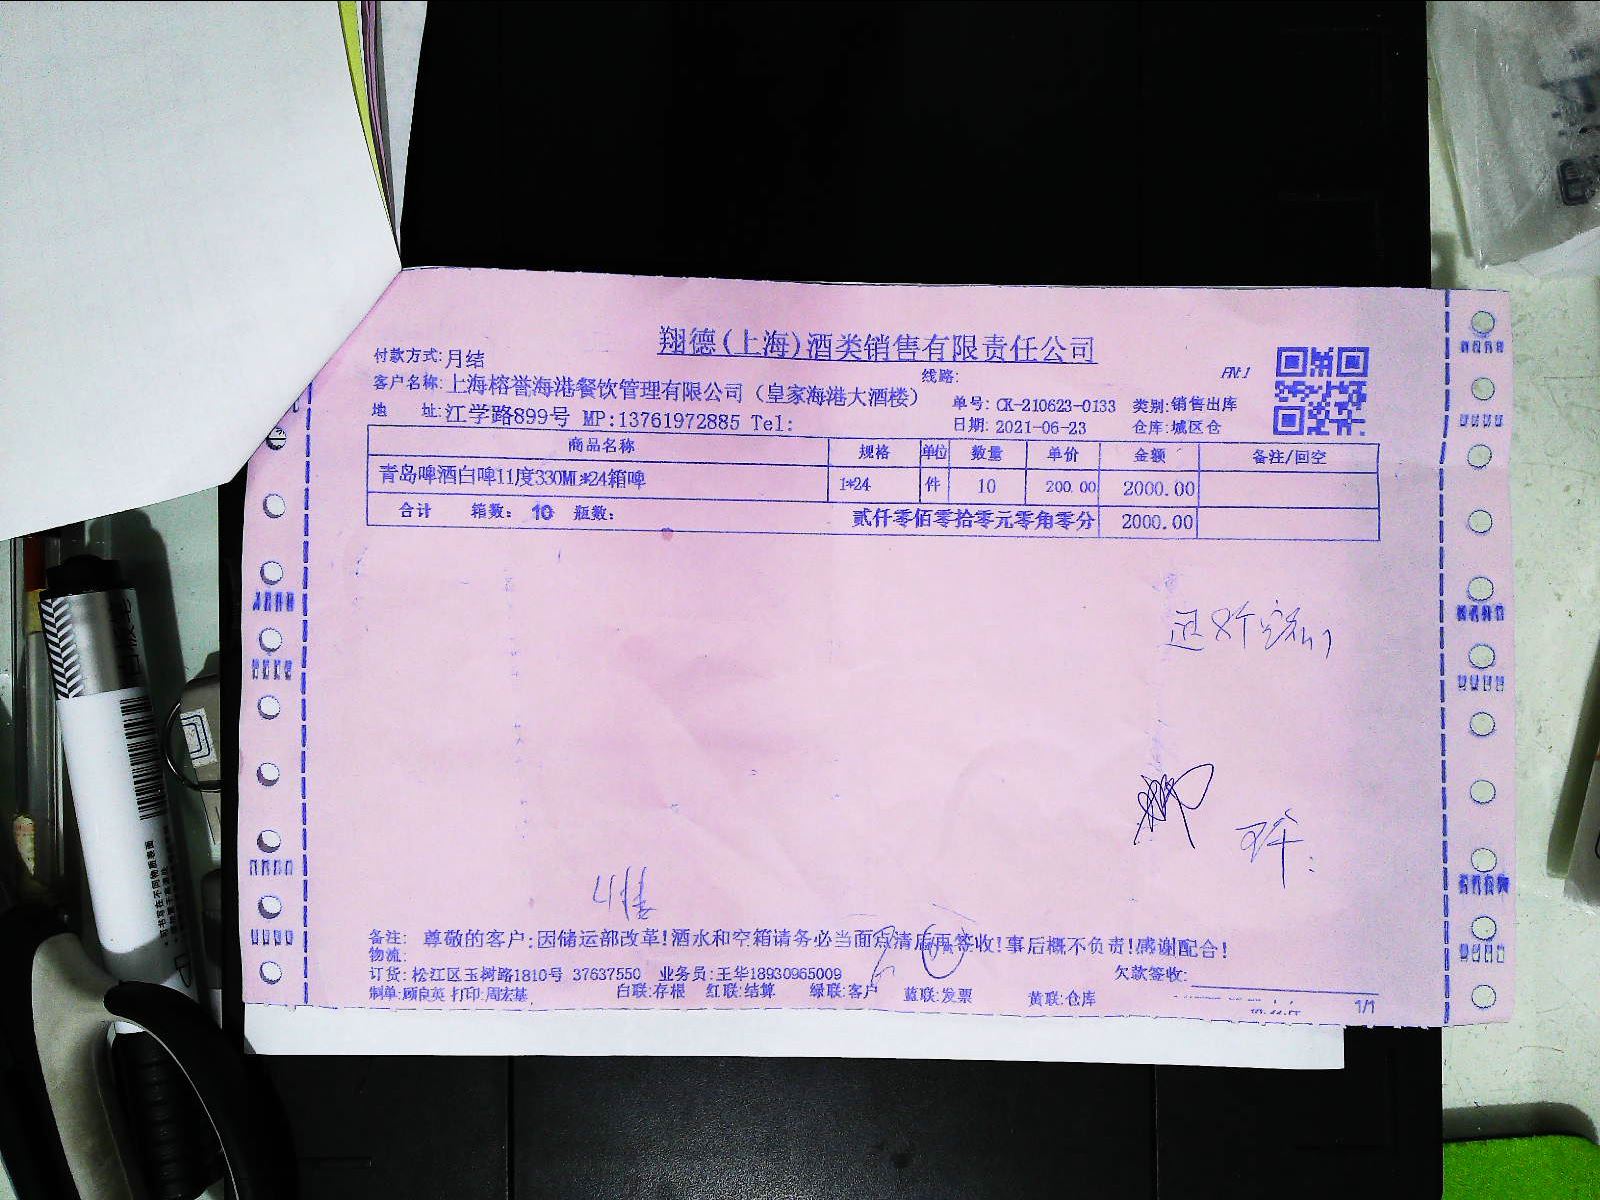 翔德(上海)酒类销售有限责任公司
付款方式:月结
线路:
客户名称:上海榕誉海港餐饮管理有限公司（皇家海港大酒楼）
单号:CK-210623-0133 类别:销售出库
地 址:江学路899号 MP:13761972885 Tel:
日期:2021-06-23 仓库:城区仓
商品名称 规格 单位 数量 单价 金额 备注/回空
青岛啤酒白啤11度330Ml*24箱啤 1*24 件 10 200.00 2000.00
合计 箱数: 10 瓶数: 贰仟零佰零拾零元零角零分 2000.00
备注: 尊敬的客户:因储运部改革!酒水和空箱请务必当面点清后再签收!事后概不负责!感谢配合!
物流:
订货:松江区玉树路1810号 37637550 业务员:王华18930965009 欠款签收:
制单:顾良英 打印:周宏基 白联:存根 红联:结算 绿联:客户 蓝联:发票 黄联:仓库 1/1